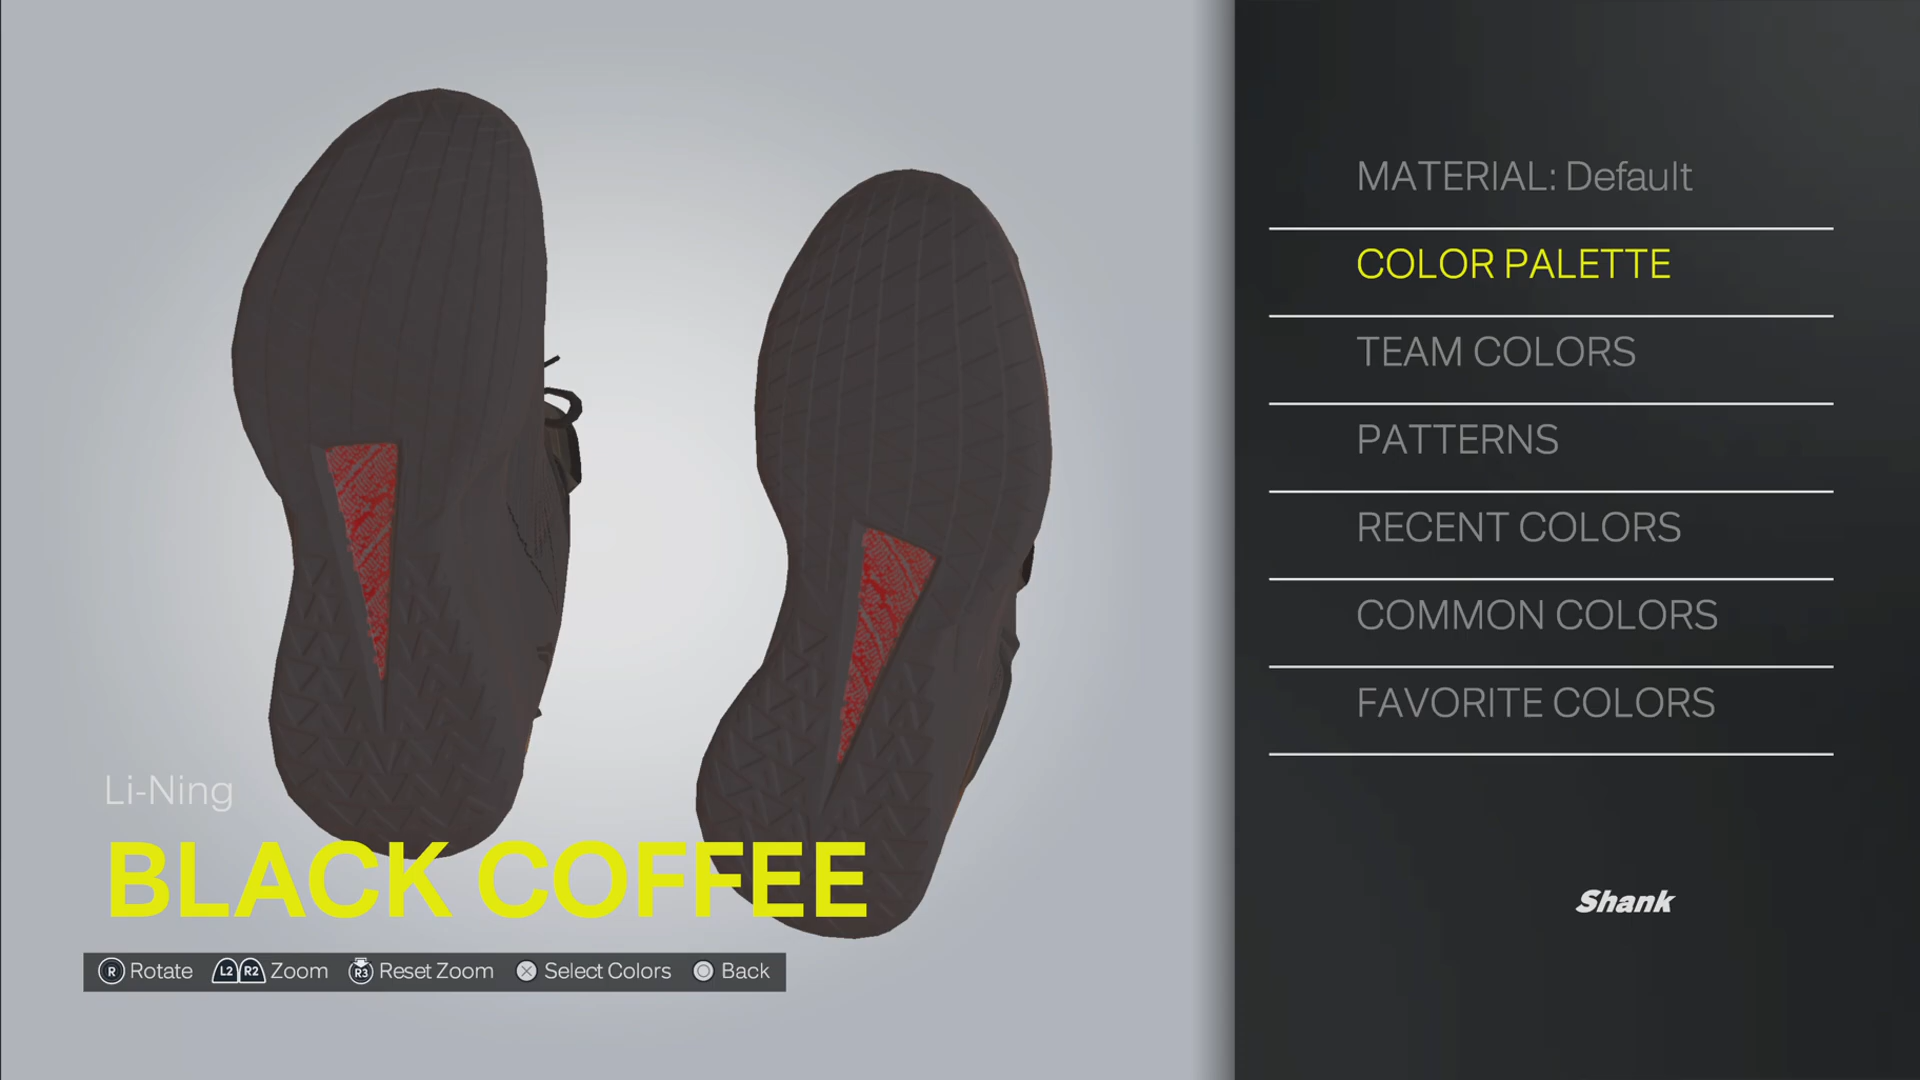 MATERIAL: Default
COLOR PALETTE
TEAM COLORS
PATTERNS
RECENT COLORS
COMMON COLORS
FAVORITE COLORS
Li-Ning
BLACK COFFEE
Shank
R Rotate L2 R2 Zoom R3 Reset Zoom Select Colors Back